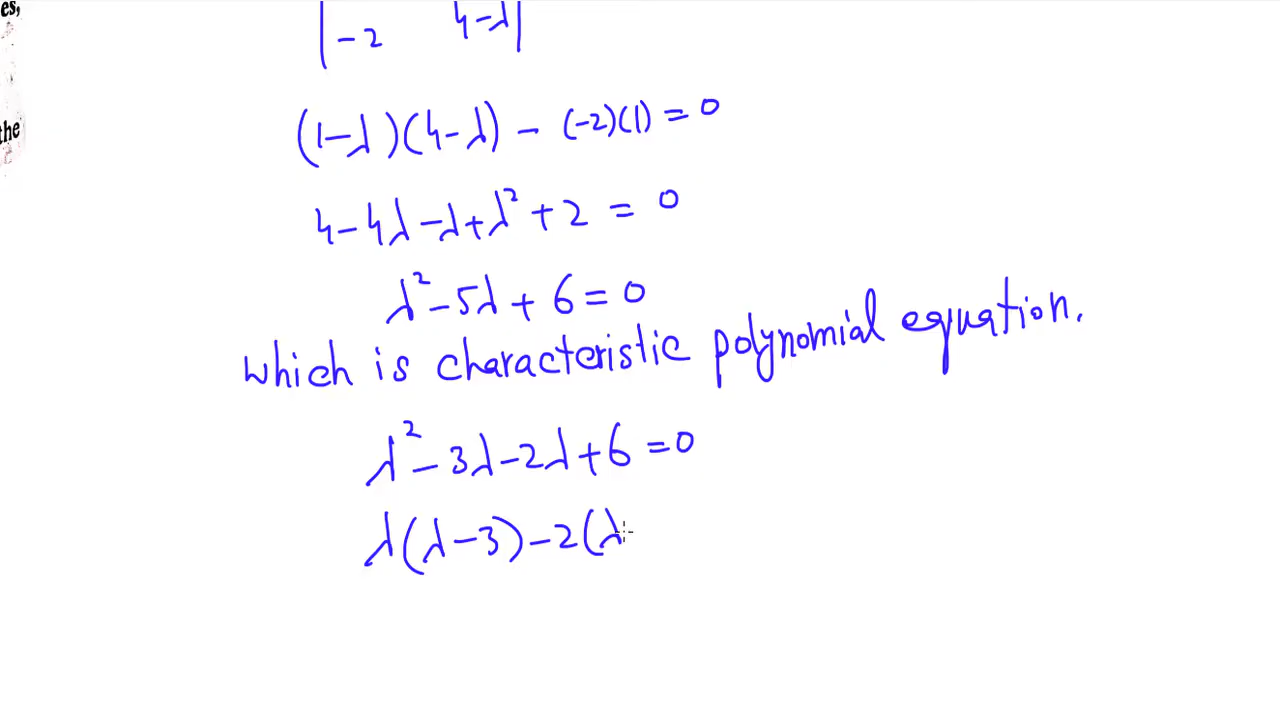 es,
|-2 4-λ|
the
(1-λ)(4-λ) - (-2)(1) = 0
4-4λ-λ+λ²+2 = 0
λ²-5λ+6=0
which is characteristic polynomial equation.
λ²-3λ-2λ+6=0
λ(λ-3)-2(λ